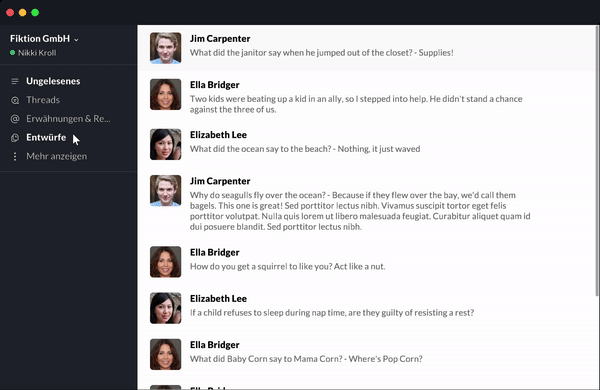 Fiktion GmbH
Nikki Kroll
Ungelesenes
Threads
Erwähnungen & Re...
Entwürfe
Mehr anzeigen
Jim Carpenter
What did the janitor say when he jumped out of the closet? - Supplies!
Ella Bridger
Two kids were beating up a kid in an ally, so I stepped into help. He didn't stand a chance
against the three of us.
Elizabeth Lee
What did the ocean say to the beach? - Nothing, it just waved
Jim Carpenter
Why do seagulls fly over the ocean? - Because if they flew over the bay, we'd call them
bagels. This one is great! Sed porttitor lectus nibh. Vivamus suscipit tortor eget felis
porttitor volutpat. Nulla quis lorem ut libero malesuada feugiat. Curabitur aliquet quam id
dui posuere blandit. Sed porttitor lectus nibh.
Ella Bridger
How do you get a squirrel to like you? Act like a nut.
Elizabeth Lee
If a child refuses to sleep during nap time, are they guilty of resisting a rest?
Ella Bridger
What did Baby Corn say to Mama Corn? - Where's Pop Corn?
Ella Bridger